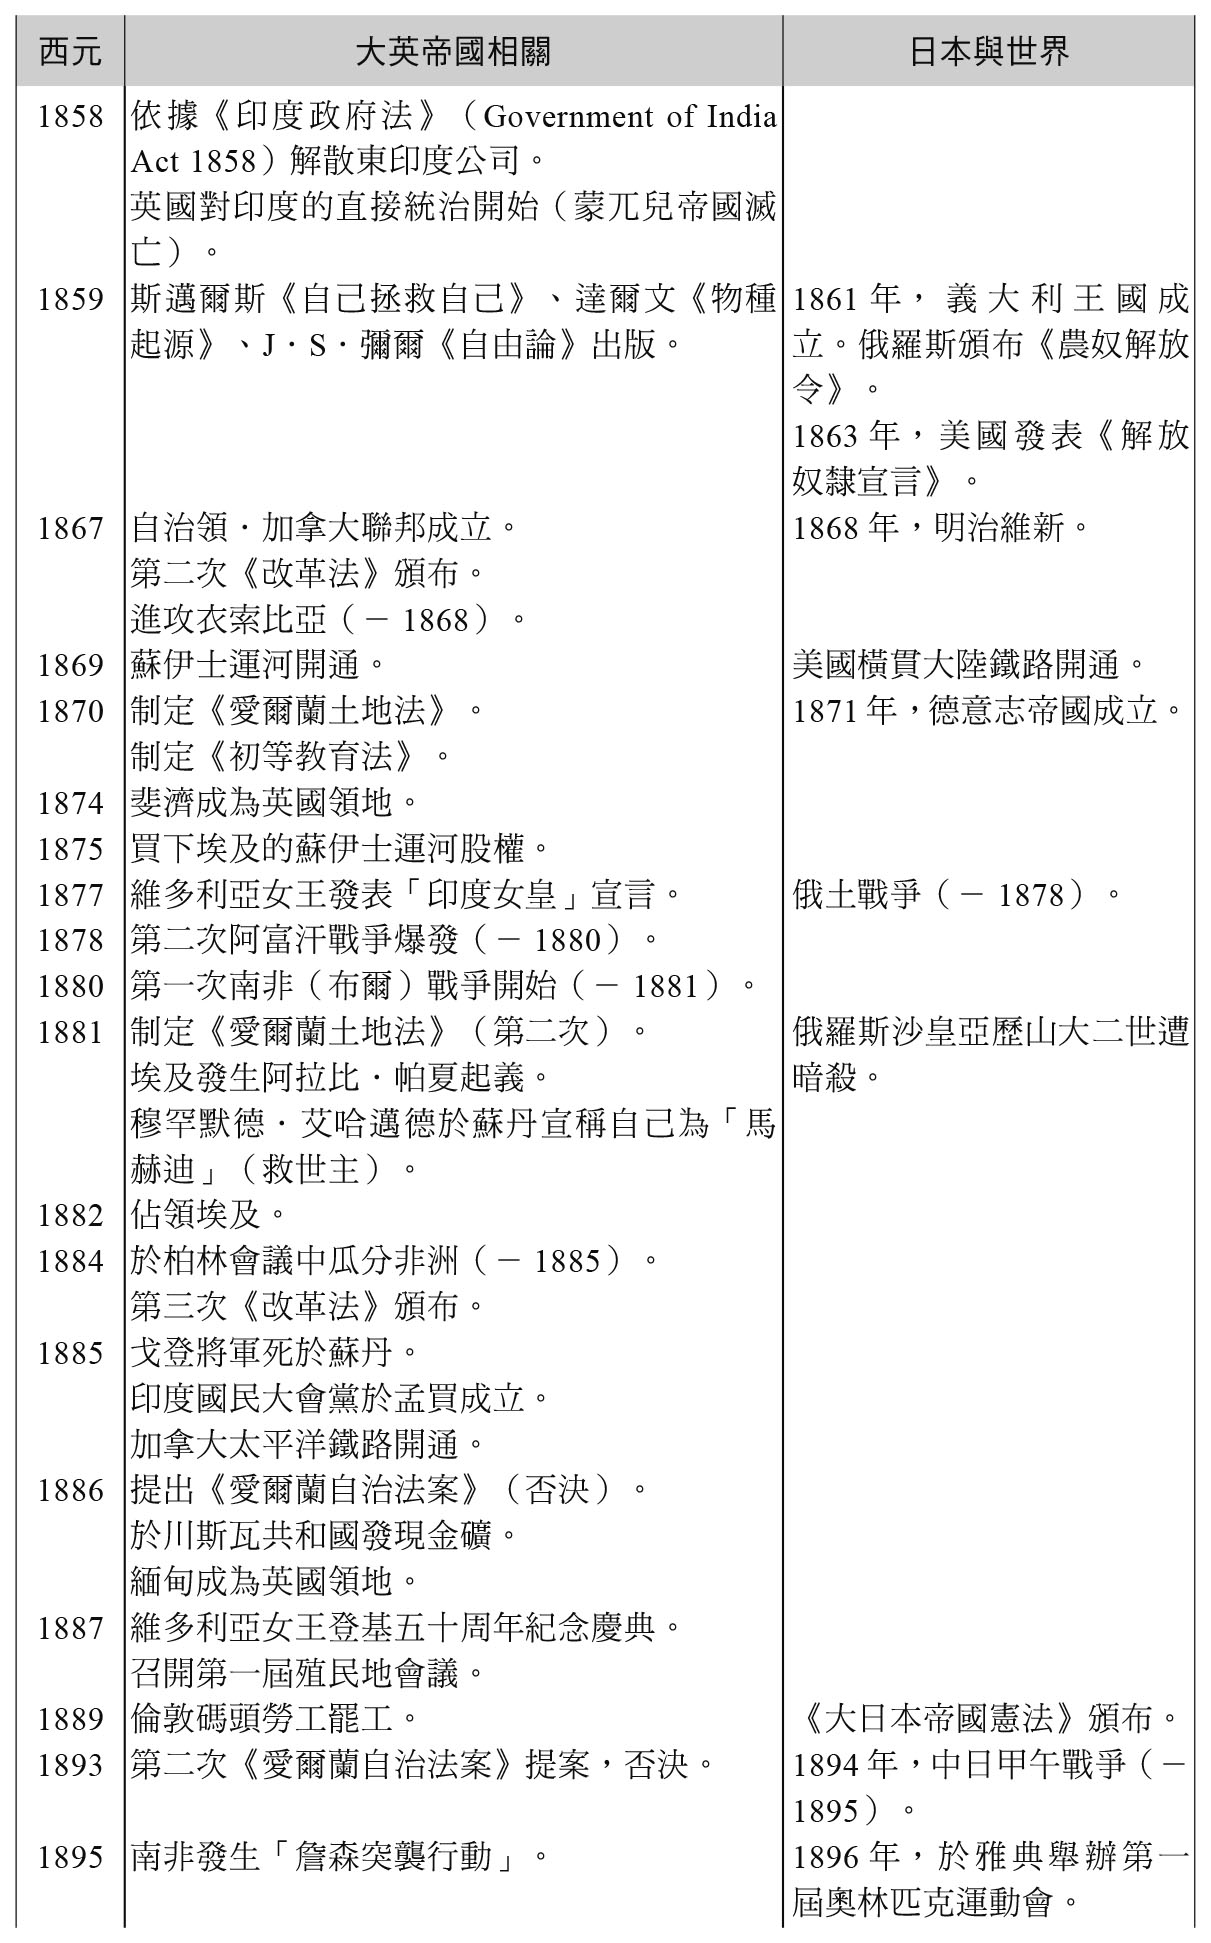 西元 大英帝國相關 日本與世界
1858 依據《印度政府法》（Government of India
Act 1858）解散東印度公司。
英國對印度的直接統治開始（蒙兀兒帝國滅
亡）。
1859 斯邁爾斯《自己拯救自己》、達爾文《物種 1861 年，義大利王國成
起源》、J．S．彌爾《自由論》出版。 立。俄羅斯頒布《農奴解放
令》。
1863 年，美國發表《解放
奴隸宣言》。
1867 自治領．加拿大聯邦成立。 1868 年，明治維新。
第二次《改革法》頒布。
進攻衣索比亞（－ 1868）。
1869 蘇伊士運河開通。 美國橫貫大陸鐵路開通。
1870 制定《愛爾蘭土地法》。 1871 年，德意志帝國成立。
制定《初等教育法》。
1874 斐濟成為英國領地。
1875 買下埃及的蘇伊士運河股權。
1877 維多利亞女王發表「印度女皇」宣言。 俄土戰爭（－ 1878）。
1878 第二次阿富汗戰爭爆發（－ 1880）。
1880 第一次南非（布爾）戰爭開始（－ 1881）。
1881 制定《愛爾蘭土地法》（第二次）。 俄羅斯沙皇亞歷山大二世遭
埃及發生阿拉比．帕夏起義。 暗殺。
穆罕默德．艾哈邁德於蘇丹宣稱自己為「馬
赫迪」（救世主）。
1882 佔領埃及。
1884 於柏林會議中瓜分非洲（－ 1885）。
第三次《改革法》頒布。
1885 戈登將軍死於蘇丹。
印度國民大會黨於孟買成立。
加拿大太平洋鐵路開通。
1886 提出《愛爾蘭自治法案》（否決）。
於川斯瓦共和國發現金礦。
緬甸成為英國領地。
1887 維多利亞女王登基五十周年紀念慶典。
召開第一屆殖民地會議。
1889 倫敦碼頭勞工罷工。 《大日本帝國憲法》頒布。
1893 第二次《愛爾蘭自治法案》提案，否決。 1894 年，中日甲午戰爭（－
1895）。
1895 南非發生「詹森突襲行動」。 1896 年，於雅典舉辦第一
屆奧林匹克運動會。